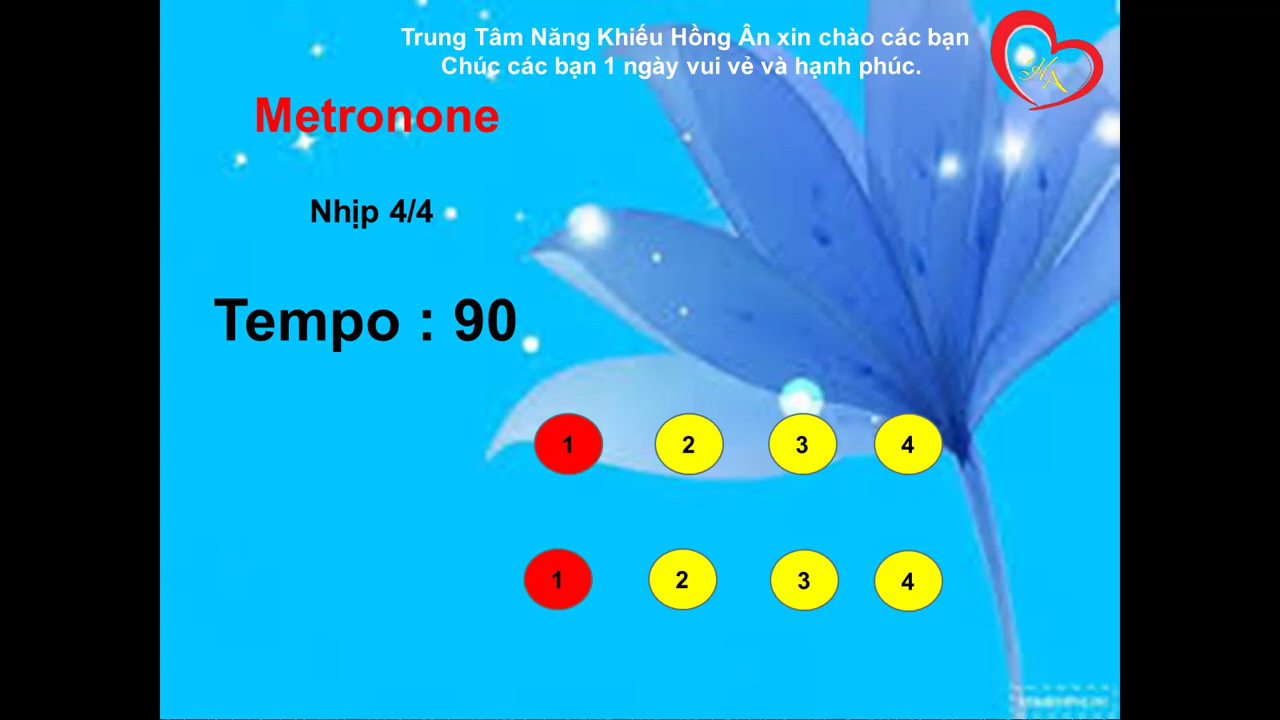 Trung Tâm Năng Khiếu Hồng Ân xin chào các bạn
Chúc các bạn 1 ngày vui vẻ và hạnh phúc.
HA
Metronone
Nhịp 4/4
Tempo : 90
1 2 3 4
1 2 3 4